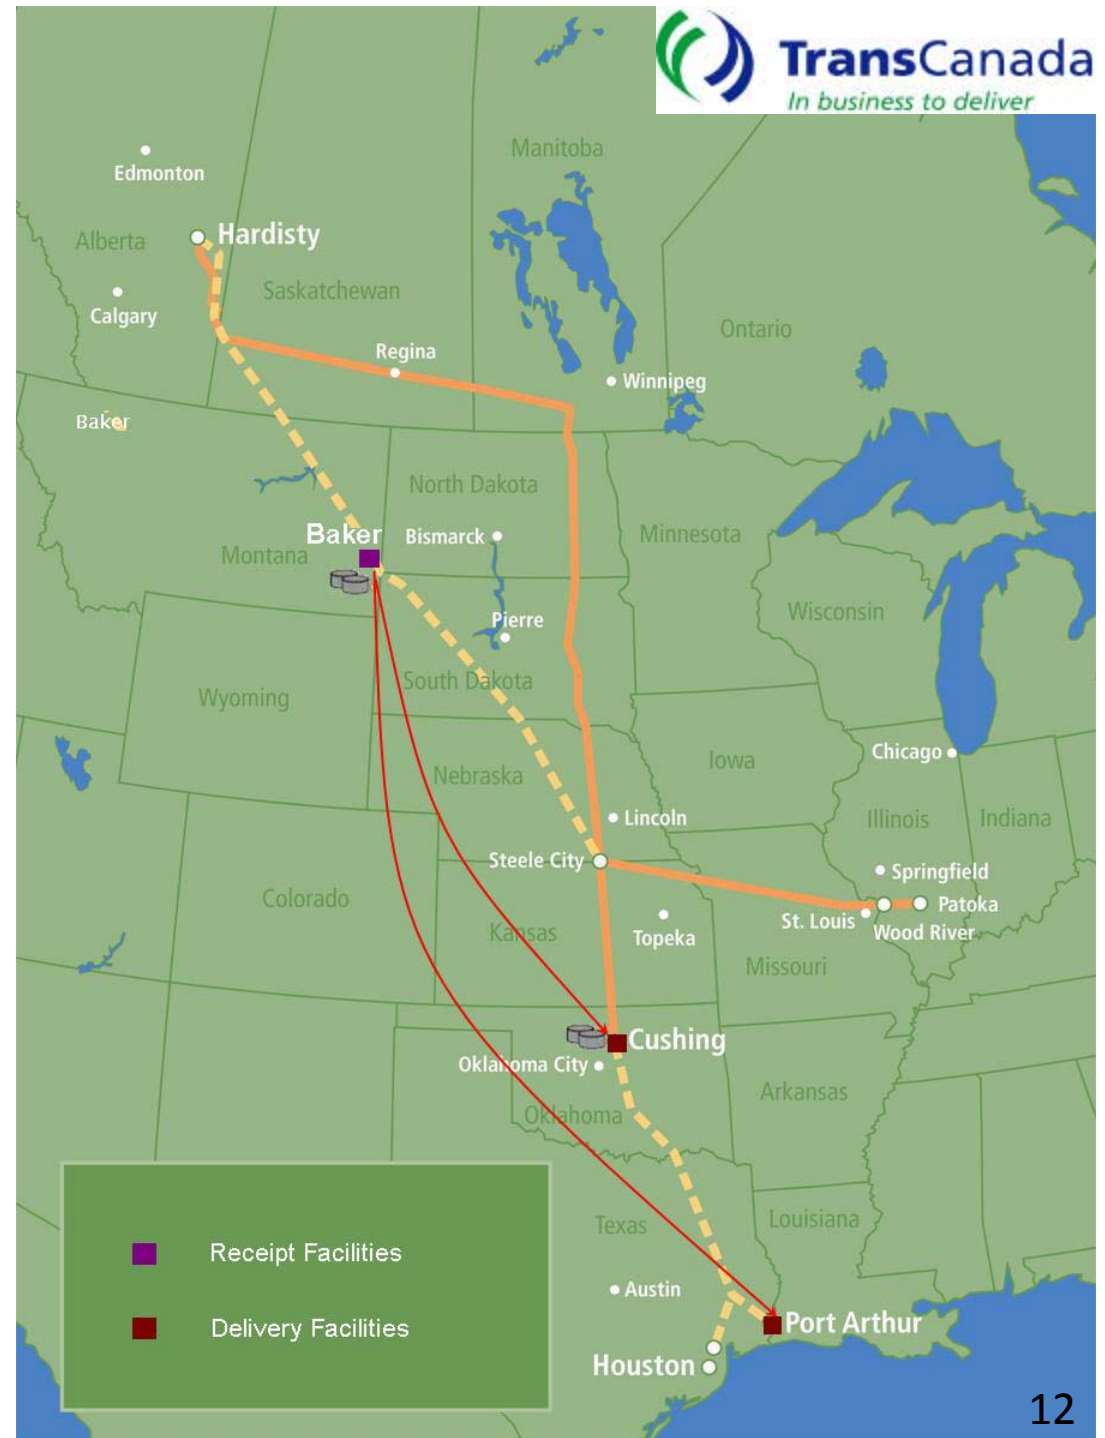 TransCanada
In business to deliver
Manitoba
Edmonton
Hardisty
Alberta
Saskatchewan
Calgary
Ontario
Regina
Winnipeg
Baker
North Dakota
Baker
Bismarck
Minnesota
Montana
Wisconsin
Pierre
South Dakota
Wyoming
Chicago
Iowa
Nebraska
Lincoln
Illinois
Indiana
Steele City
Springfield
Colorado
Patoka
St. Louis
Wood River
Kansas
Topeka
Missouri
Cushing
Oklahoma City
Arkansas
Oklahoma
Louisiana
Texas
Receipt Facilities
Austin
Port Arthur
Delivery Facilities
Houston
12